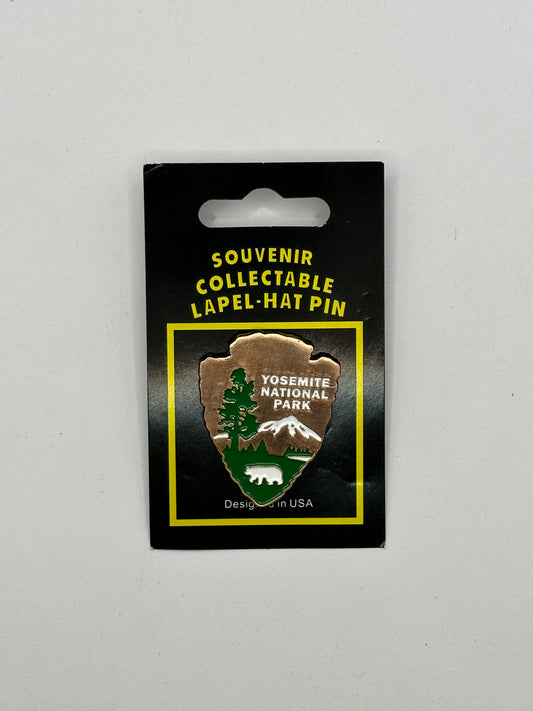 SOUVENIR
COLLECTABLE
LAPEL-HAT PIN
YOSEMITE
NATIONAL
PARK
in USA